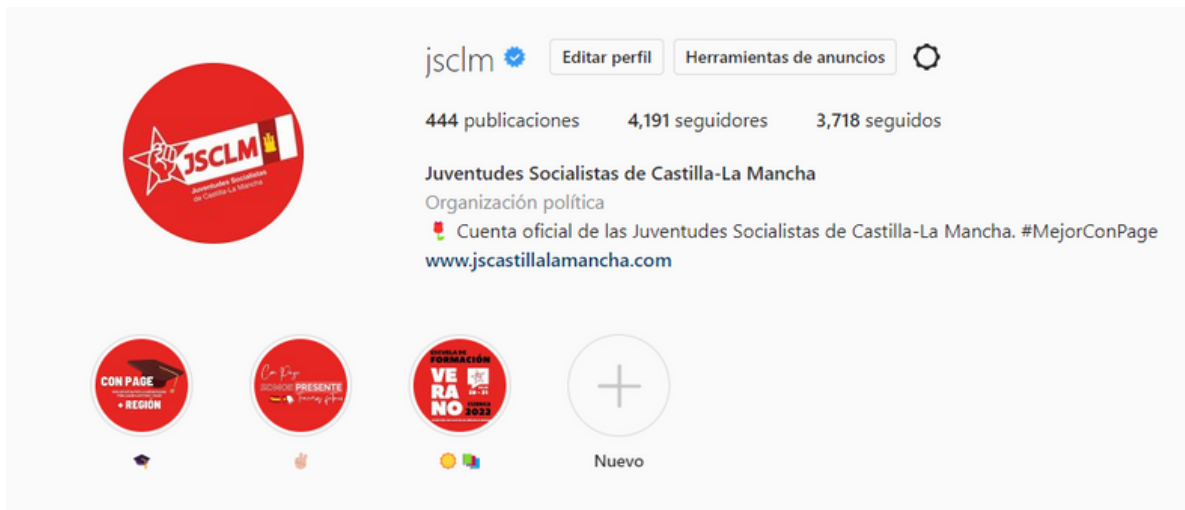 jsclm Editar perfil Herramientas de anuncios
444 publicaciones 4,191 seguidores 3,718 seguidos
JSCLM
Juventudes Socialistas
de Castilla-La Mancha
Juventudes Socialistas de Castilla-La Mancha
Organización política
🌷 Cuenta oficial de las Juventudes Socialistas de Castilla-La Mancha. #MejorConPage
www.jscastillalamancha.com
CON PAGE
+ REGIÓN
Con Page
SOMOS PRESENTE
ESCUELA DE
FORMACIÓN
VE
RA
NO
CUENCA
2022
Nuevo